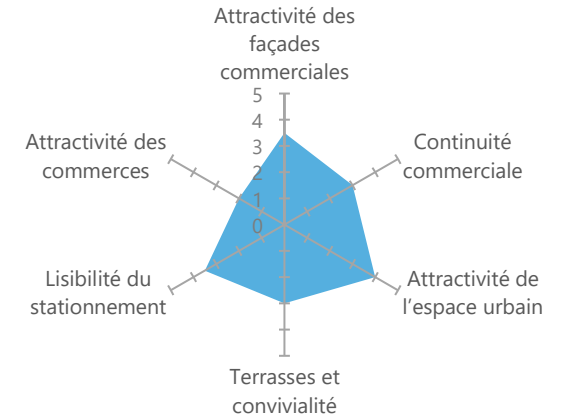 Attractivité des
façades
commerciales
5
4
3
2
1
0
Continuité
commerciale
Attractivité de
l’espace urbain
Terrasses et
convivialité
Lisibilité du
stationnement
Attractivité des
commerces